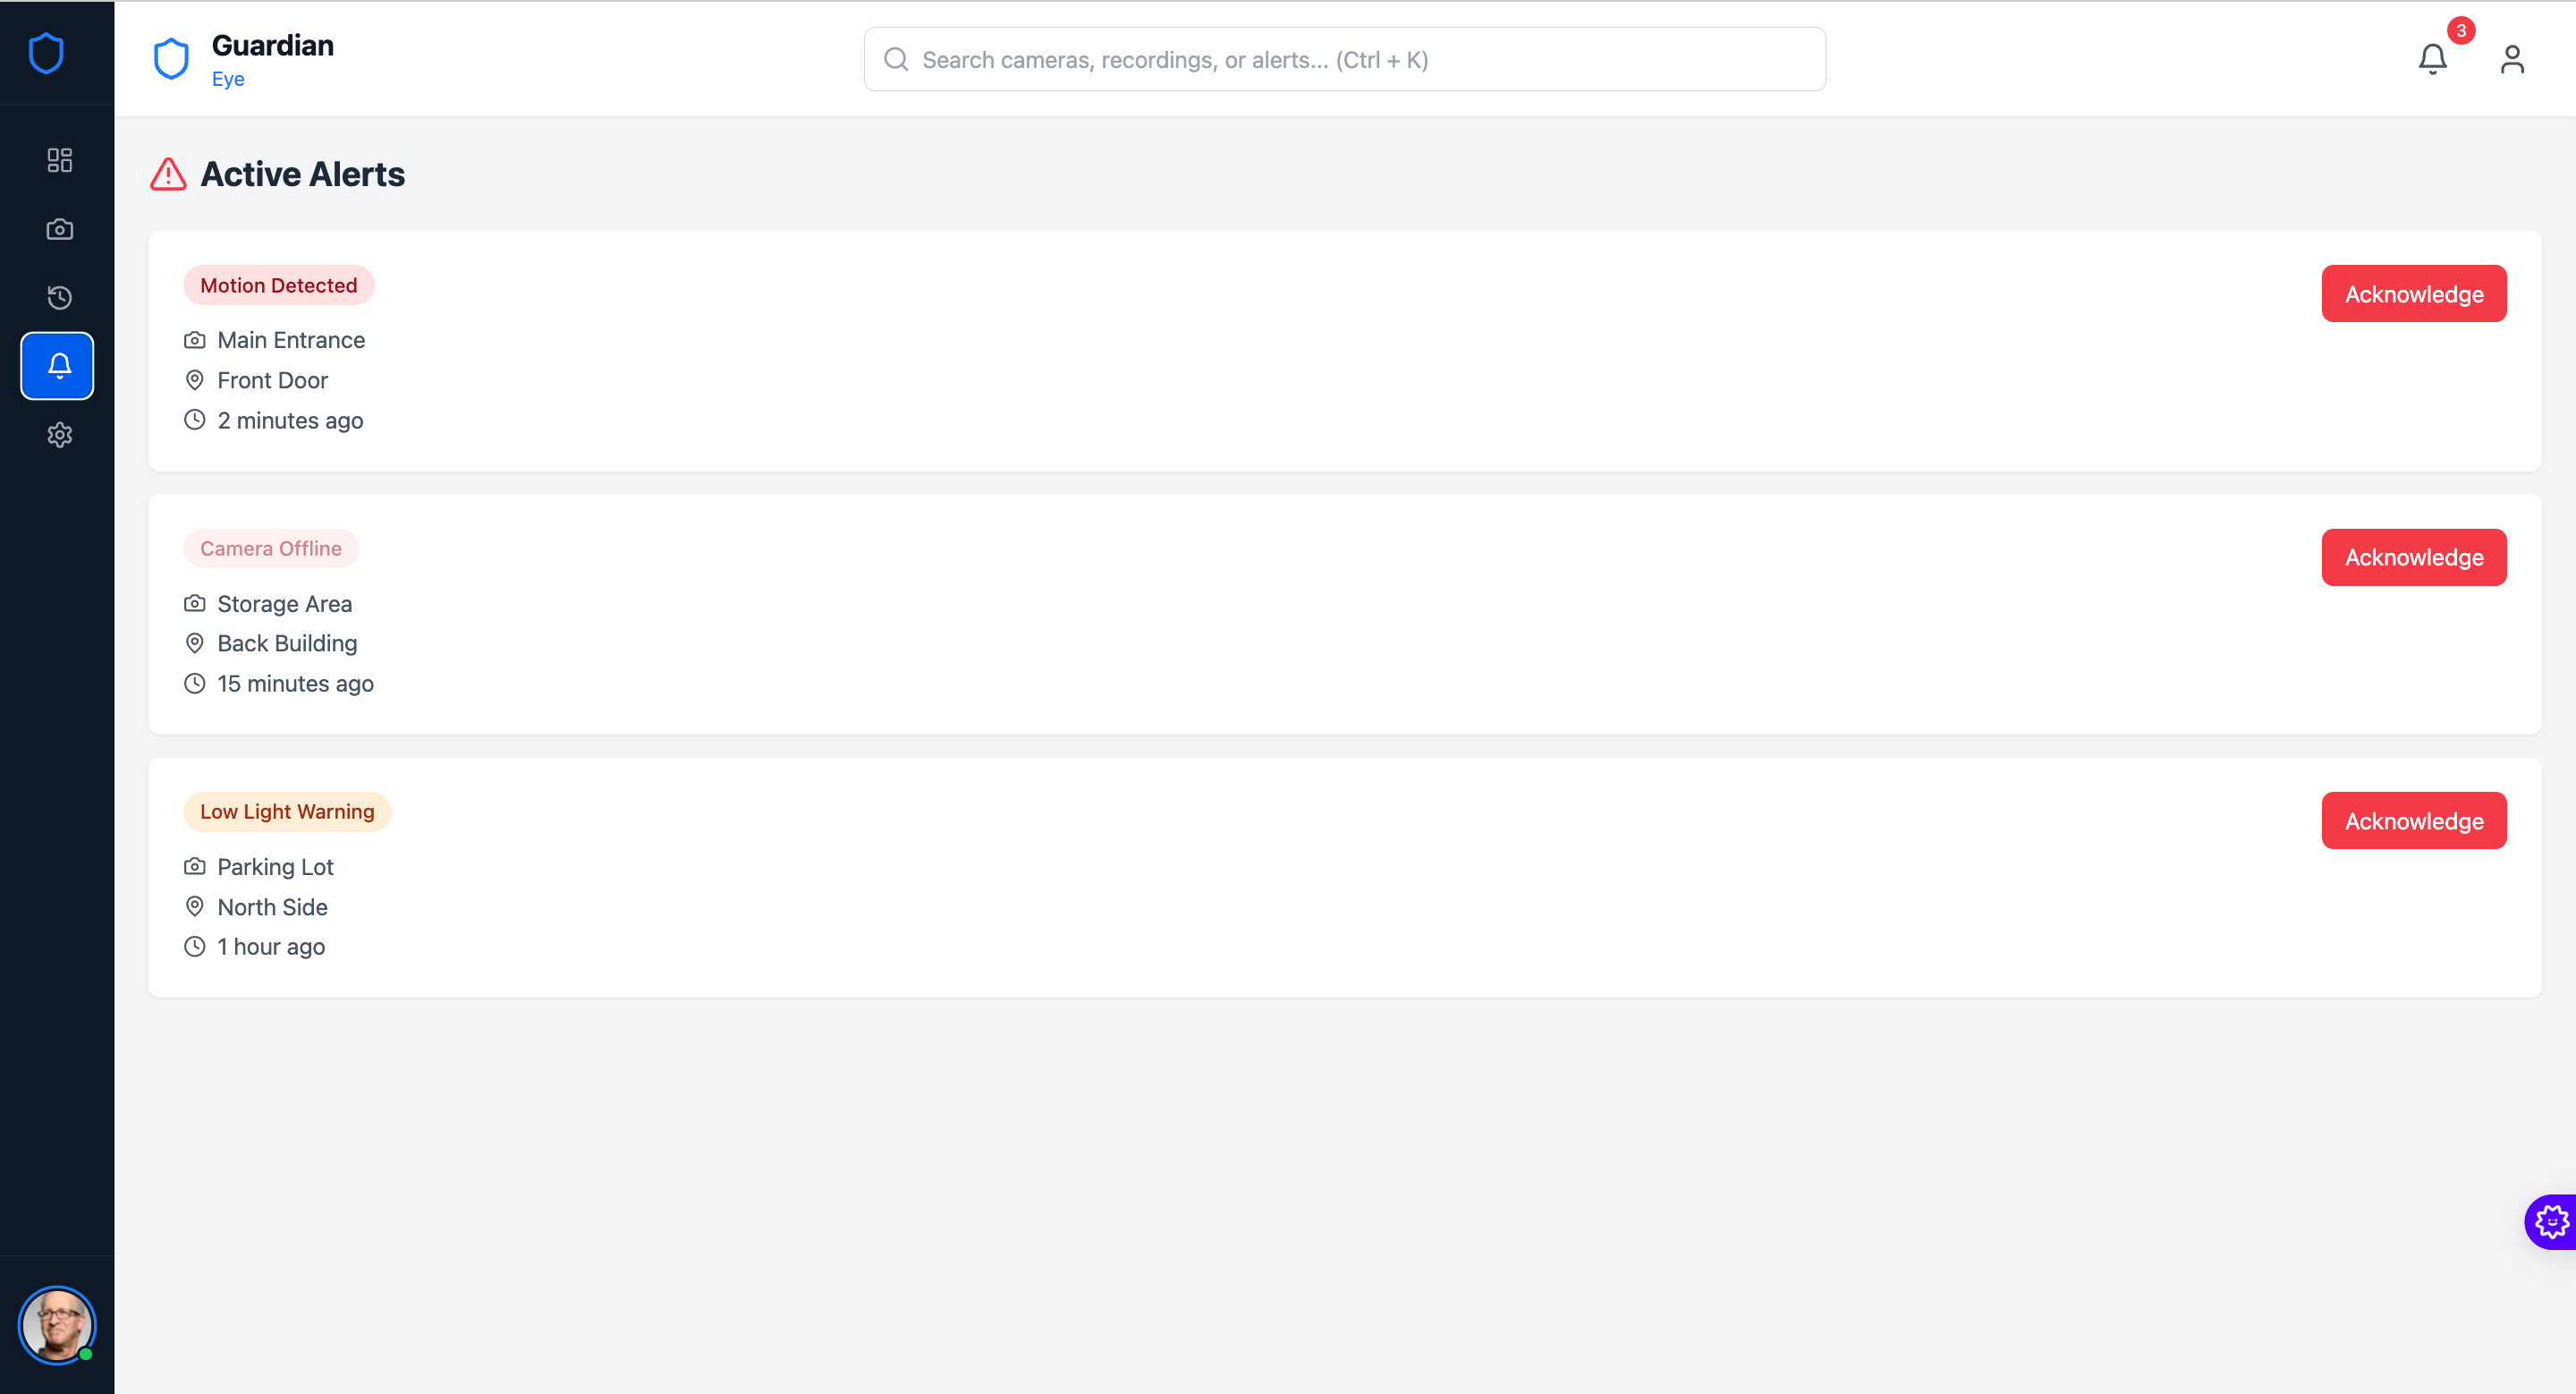 Guardian
Eye
Search cameras, recordings, or alerts... (Ctrl + K)
3
Active Alerts
Motion Detected
Acknowledge
Main Entrance
Front Door
2 minutes ago
Camera Offline
Acknowledge
Storage Area
Back Building
15 minutes ago
Low Light Warning
Acknowledge
Parking Lot
North Side
1 hour ago